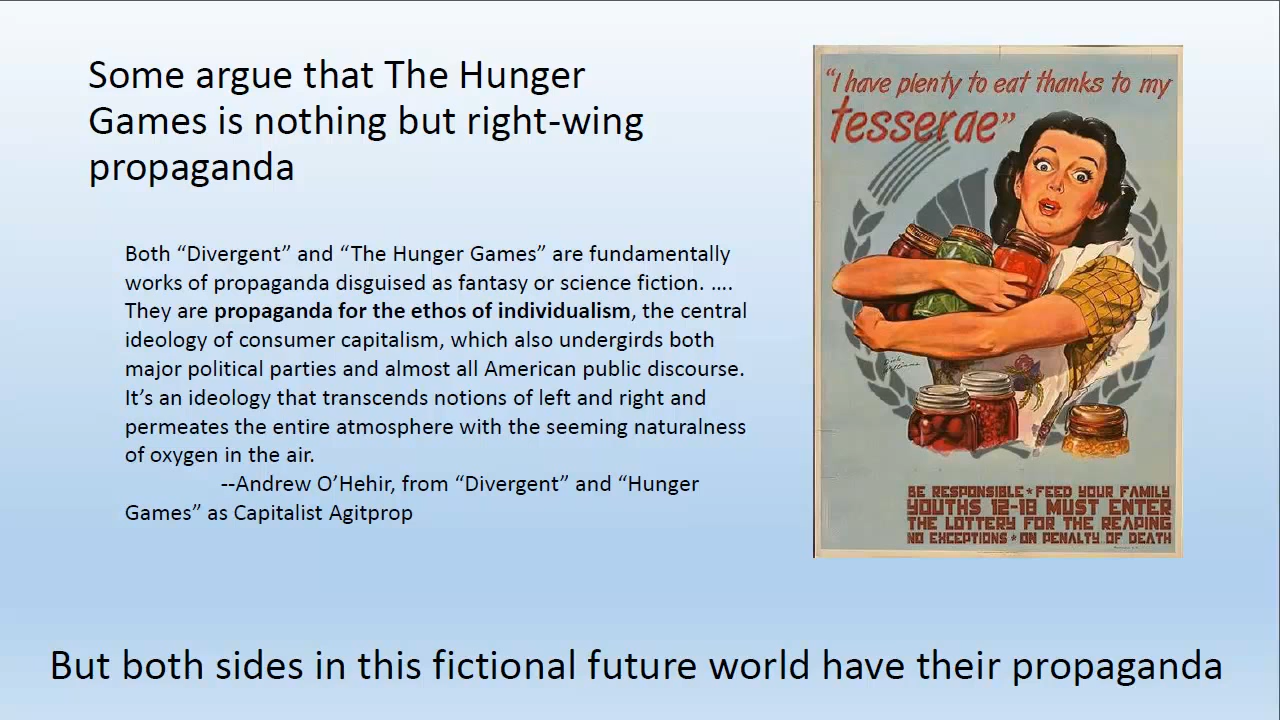 Some argue that The Hunger
Games is nothing but right-wing
propaganda
Both “Divergent” and “The Hunger Games” are fundamentally
works of propaganda disguised as fantasy or science fiction. ....
They are propaganda for the ethos of individualism, the central
ideology of consumer capitalism, which also undergirds both
major political parties and almost all American public discourse.
It’s an ideology that transcends notions of left and right and
permeates the entire atmosphere with the seeming naturalness
of oxygen in the air.
--Andrew O’Hehir, from “Divergent” and “Hunger
Games” as Capitalist Agitprop
“I have plenty to eat thanks to my
tesserae”
BE RESPONSIBLE * FEED YOUR FAMILY
YOUTHS 12-18 MUST ENTER
THE LOTTERY FOR THE REAPING
NO EXCEPTIONS * ON PENALTY OF DEATH
But both sides in this fictional future world have their propaganda